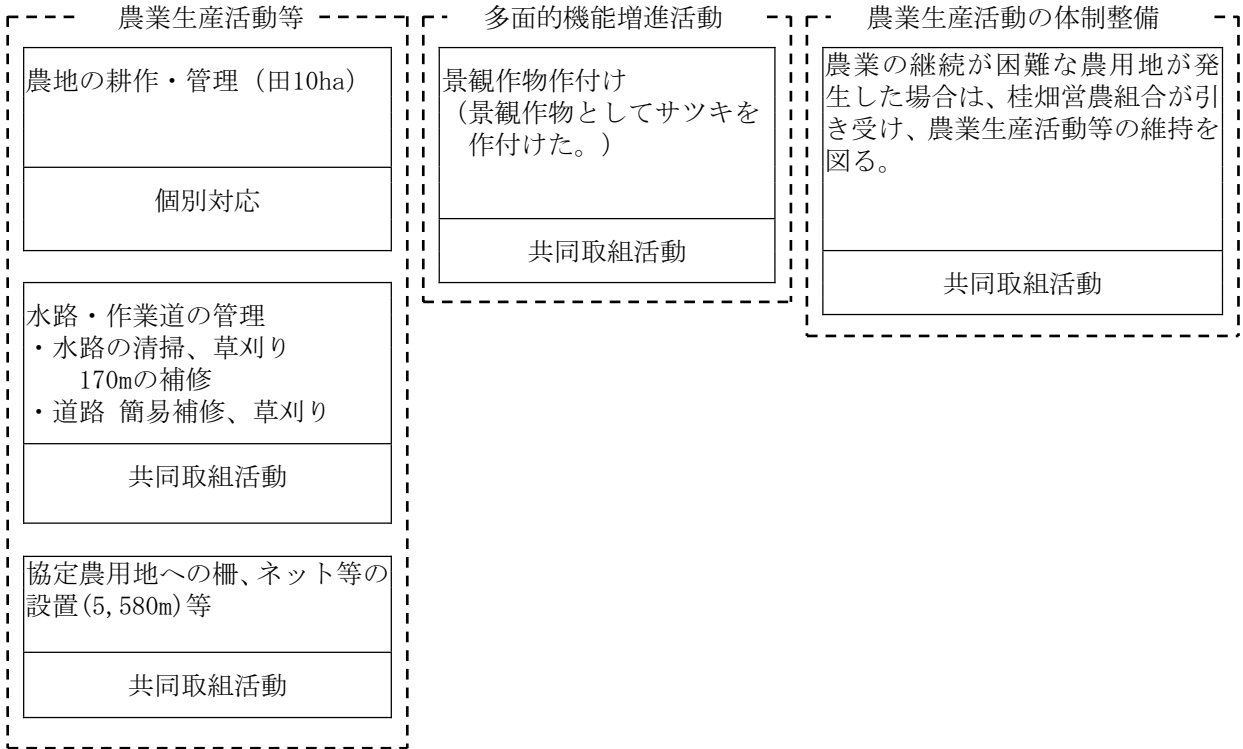 農業生産活動等
農地の耕作・管理（田10ha）
個別対応
水路・作業道の管理
・水路の清掃、草刈り
170mの補修
・道路 簡易補修、草刈り
共同取組活動
協定農用地への柵、ネット等の
設置(5,580m)等
共同取組活動
多面的機能増進活動
景観作物作付け
（景観作物としてサツキを
作付けた。）
共同取組活動
農業生産活動の体制整備
農業の継続が困難な農用地が発
生した場合は、桂畑営農組合が引
き受け、農業生産活動等の維持を
図る。
共同取組活動